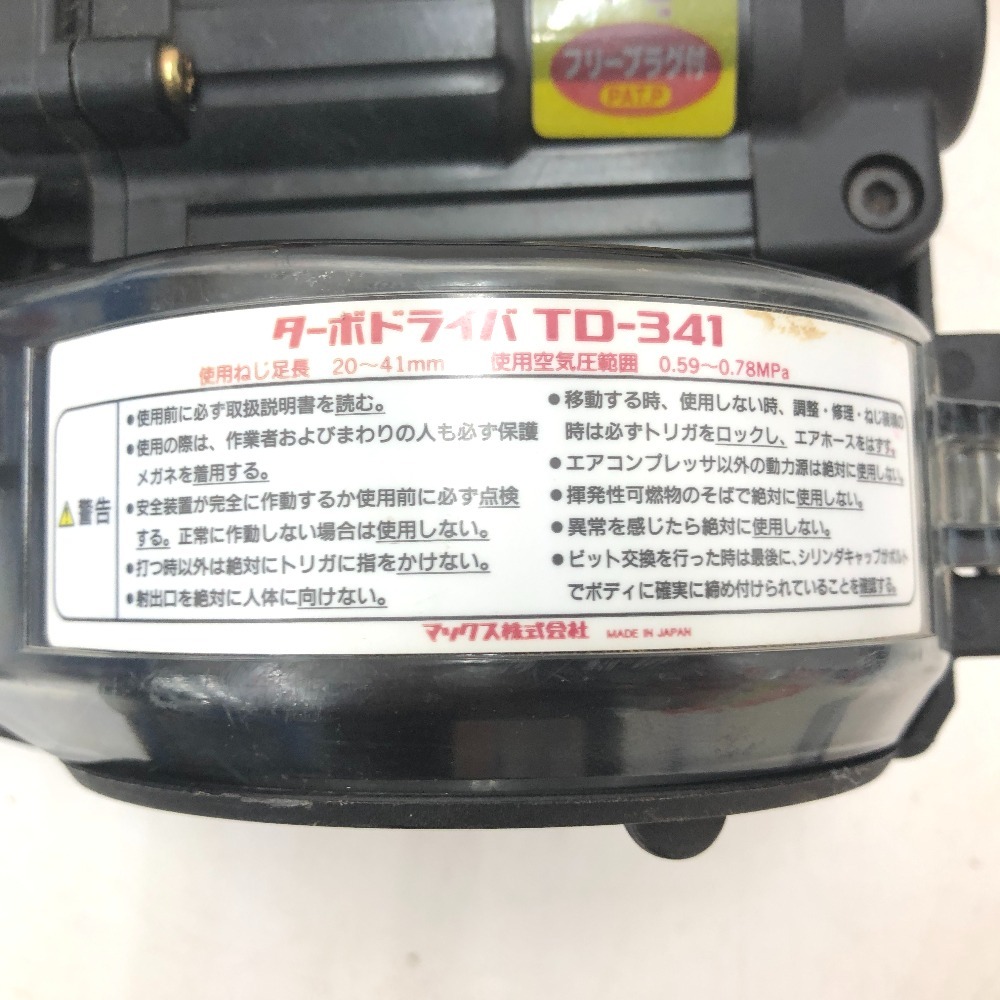 フリープラグ付
PAT.P
ターボドライバ TD-341
使用ねじ足長 20～41mm 使用空気圧範囲 0.59～0.78MPa
警告
●使用前に必ず取扱説明書を読む。
●使用の際は、作業者およびまわりの人も必ず保護
メガネを着用する。
●安全装置が完全に作動するか使用前に必ず点検
する。正常に作動しない場合は使用しない。
●打つ時以外は絶対にトリガに指をかけない。
●射出口を絶対に人体に向けない。
●移動する時、使用しない時、調整・修理・ねじ装填の
時は必ずトリガをロックし、エアホースをはずす。
●エアコンプレッサ以外の動力源は絶対に使用しない。
●揮発性可燃物のそばで絶対に使用しない。
●異常を感じたら絶対に使用しない。
●ビット交換を行った時は最後に、シリンダキャップがボルト
でボディに確実に締め付けられていることを確認する。
マックス株式会社 MADE IN JAPAN